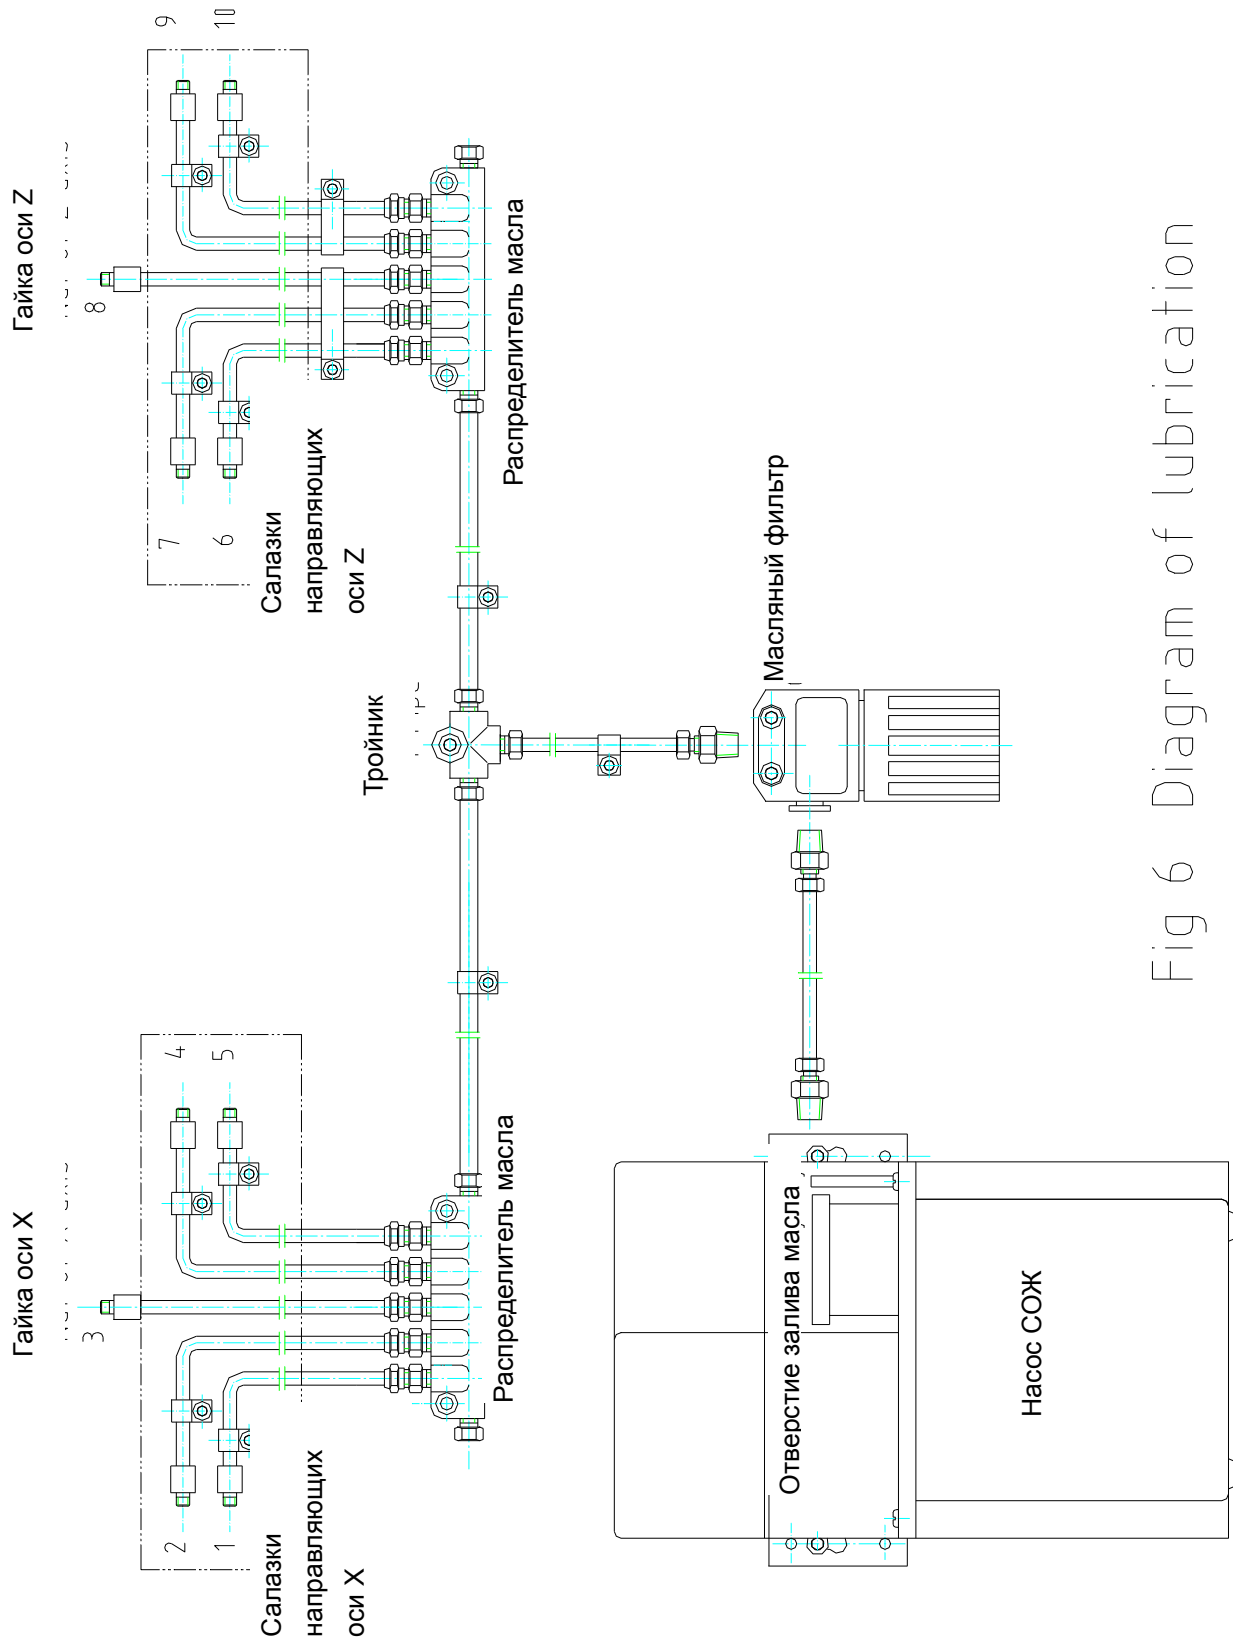 Гайка оси X
Гайка оси Z
3
8
2
4
7
9
1
5
6
10
Салазки
направляющих
оси X
Салазки
направляющих
оси Z
Тройник
Распределитель масла
Распределитель масла
Отверстие залива масла
Масляный фильтр
Насос СОЖ
Fig 6 Diagram of lubrication